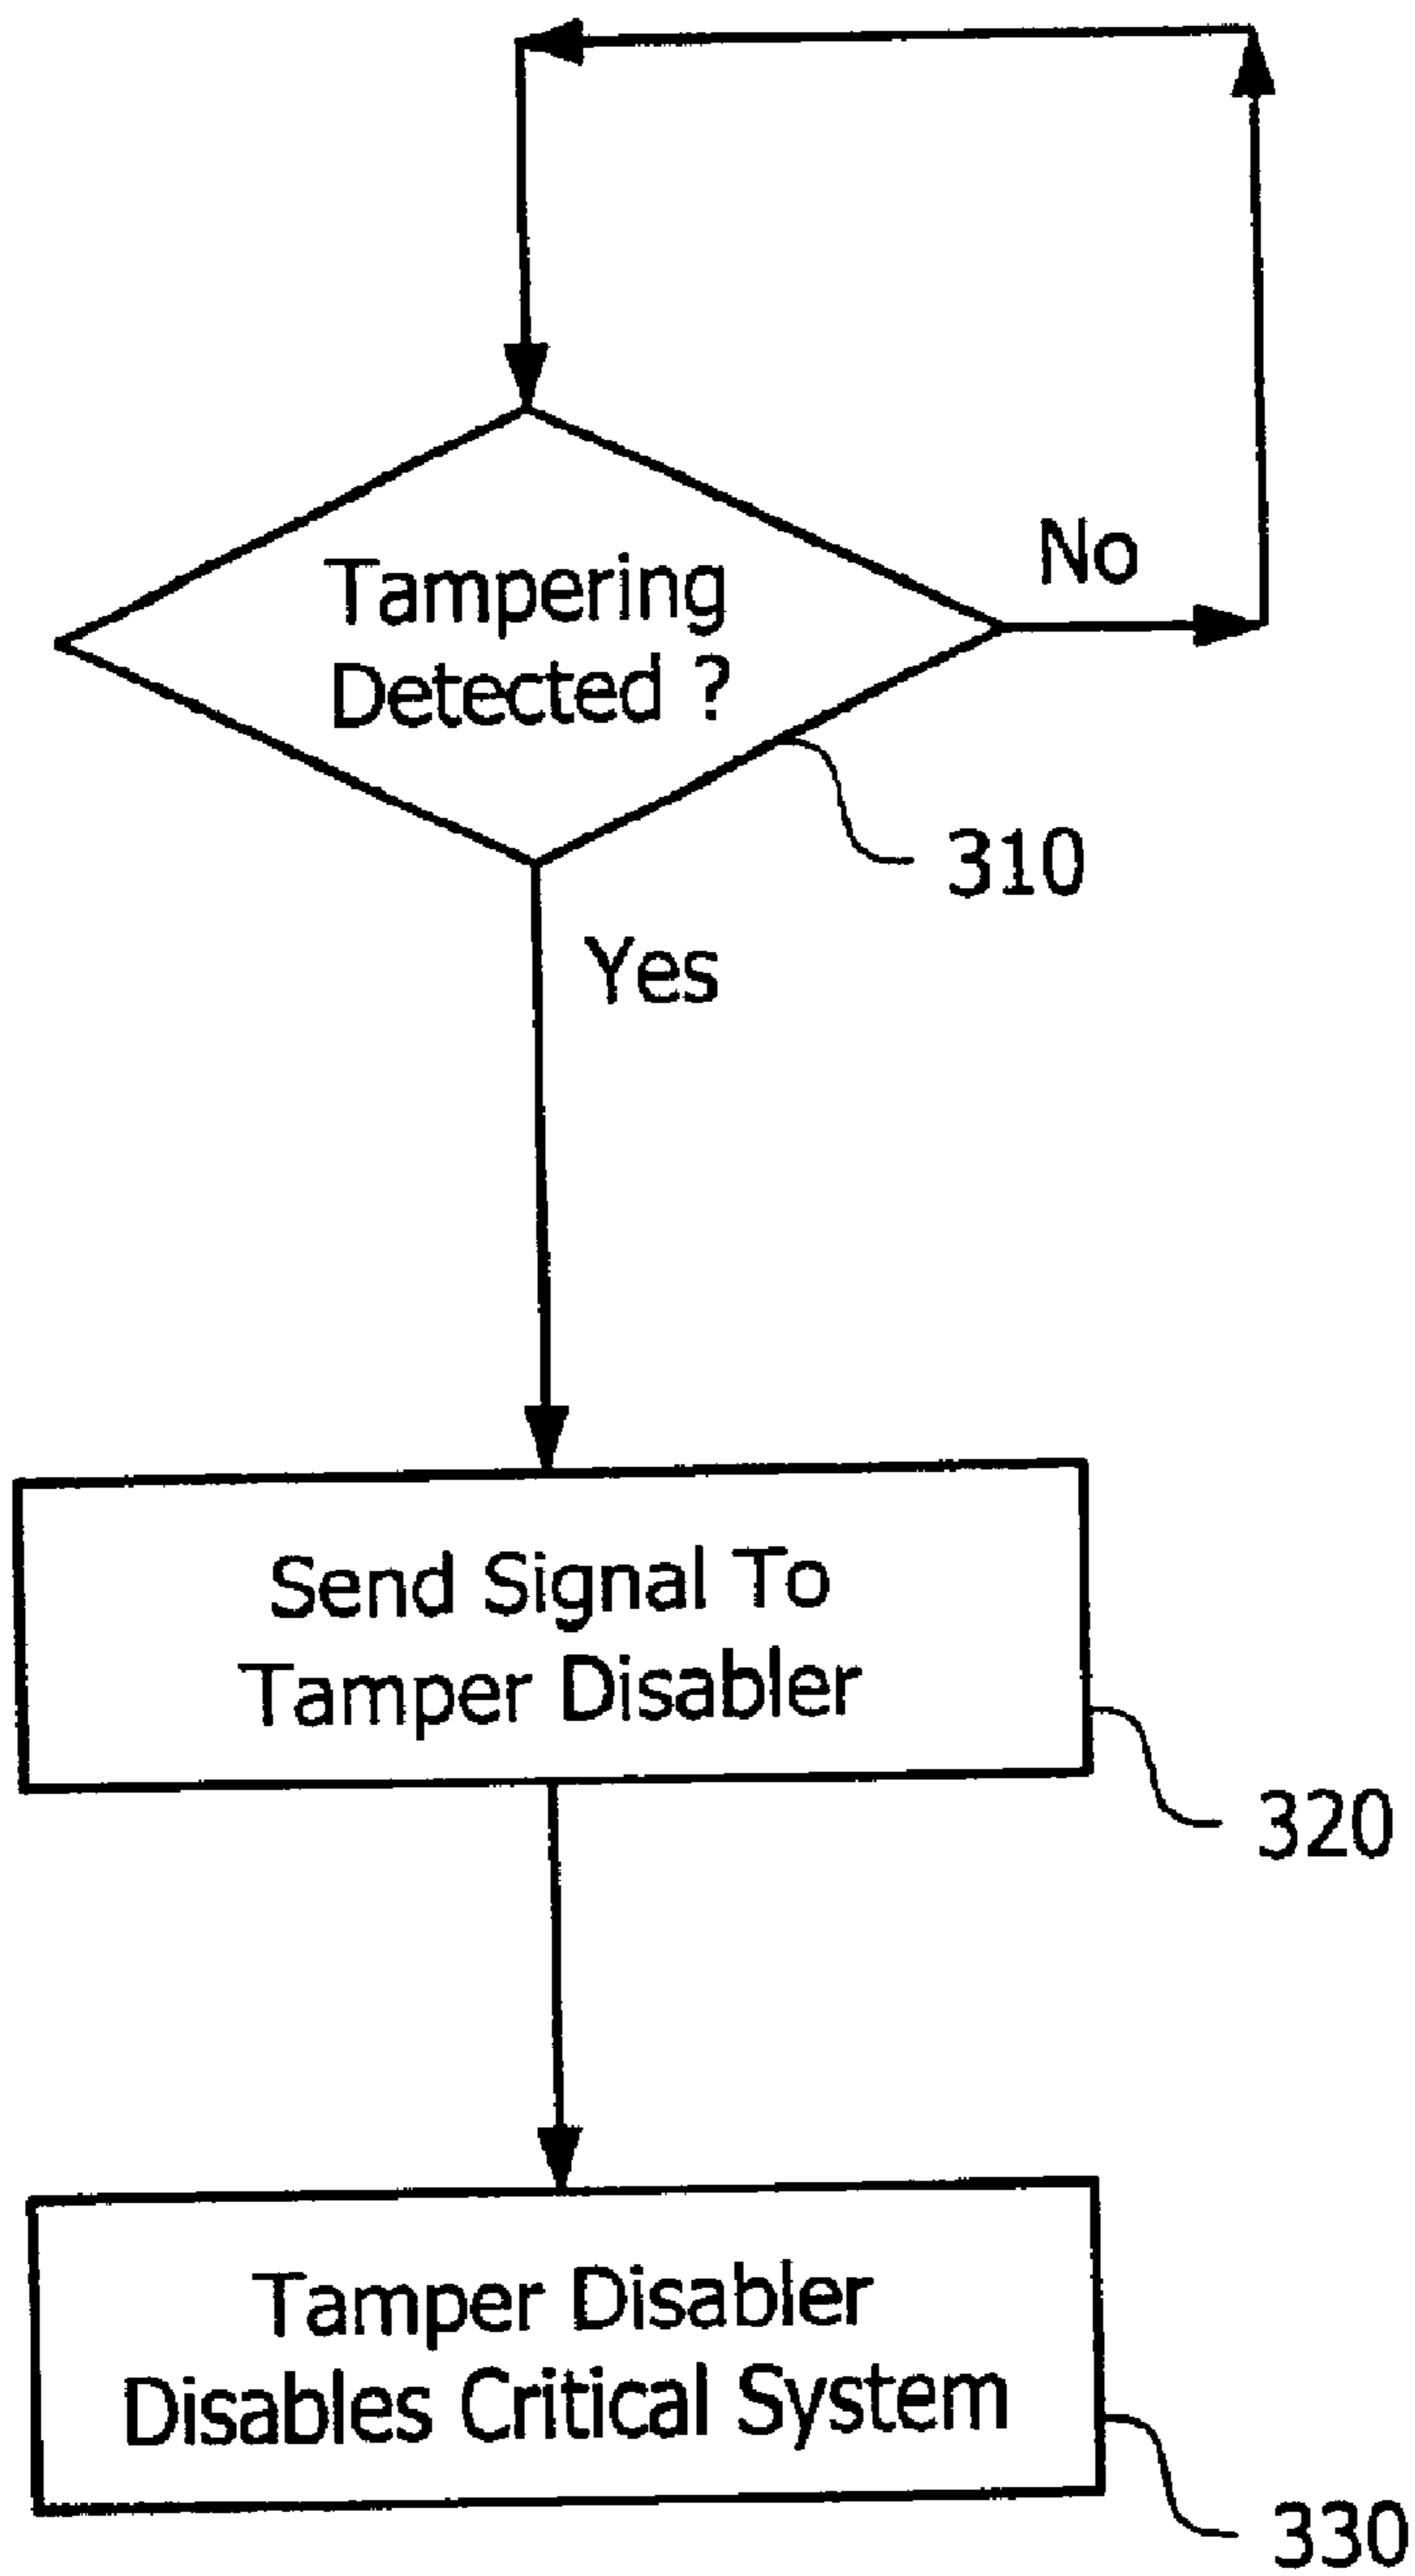 No
Tampering
Detected ?
310
Yes
Send Signal To
Tamper Disabler
320
Tamper Disabler
Disables Critical System
330